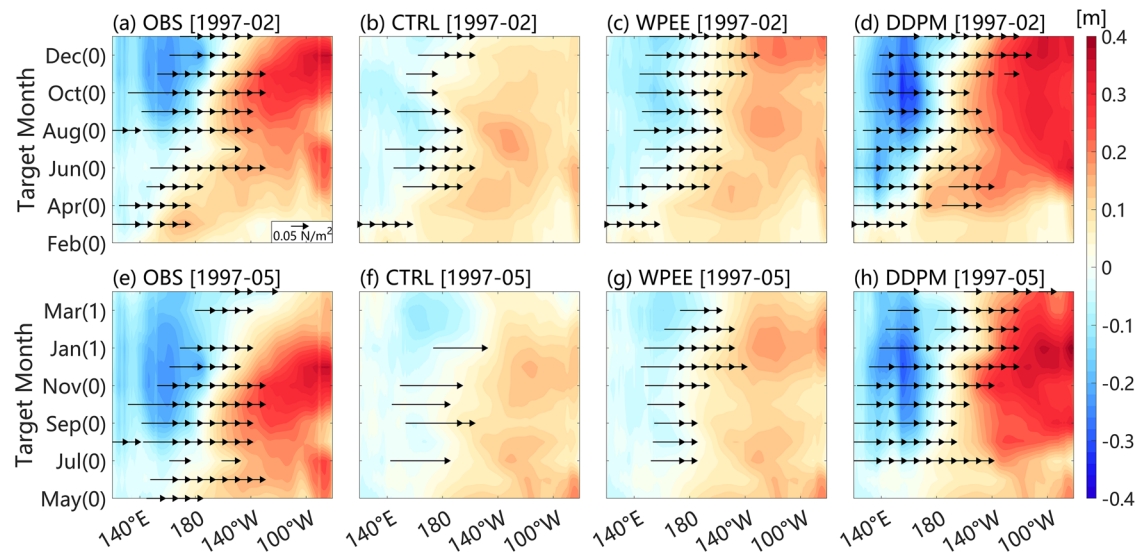 (a) OBS [1997-02]
(b) CTRL [1997-02]
(c) WPEE [1997-02]
(d) DDPM [1997-02]
[m]
Target Month
Dec(0)
Oct(0)
Aug(0)
Jun(0)
Apr(0)
Feb(0)
0.05 N/m²
(e) OBS [1997-05]
(f) CTRL [1997-05]
(g) WPEE [1997-05]
(h) DDPM [1997-05]
Target Month
Mar(1)
Jan(1)
Nov(0)
Sep(0)
Jul(0)
May(0)
140°E
180
140°W
100°W
140°E
180
140°W
100°W
140°E
180
140°W
100°W
140°E
180
140°W
100°W
0.4
0.3
0.2
0.1
0
-0.1
-0.2
-0.3
-0.4